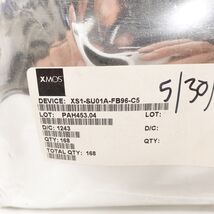 XMOS
5/30/
DEVICE: XS1-SU01A-FB96-C5
LOT: PAH453.04 LOT:
D/C: 1243 D/C:
QTY: 168 QTY:
TOTAL QTY: 168